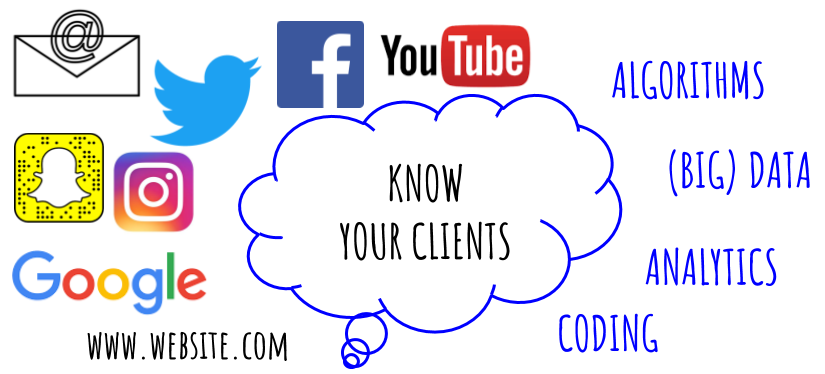 @
f
YouTube
ALGORITHMS
(BIG) DATA
KNOW
YOUR CLIENTS
Google
ANALYTICS
CODING
WWW.WEBSITE.COM